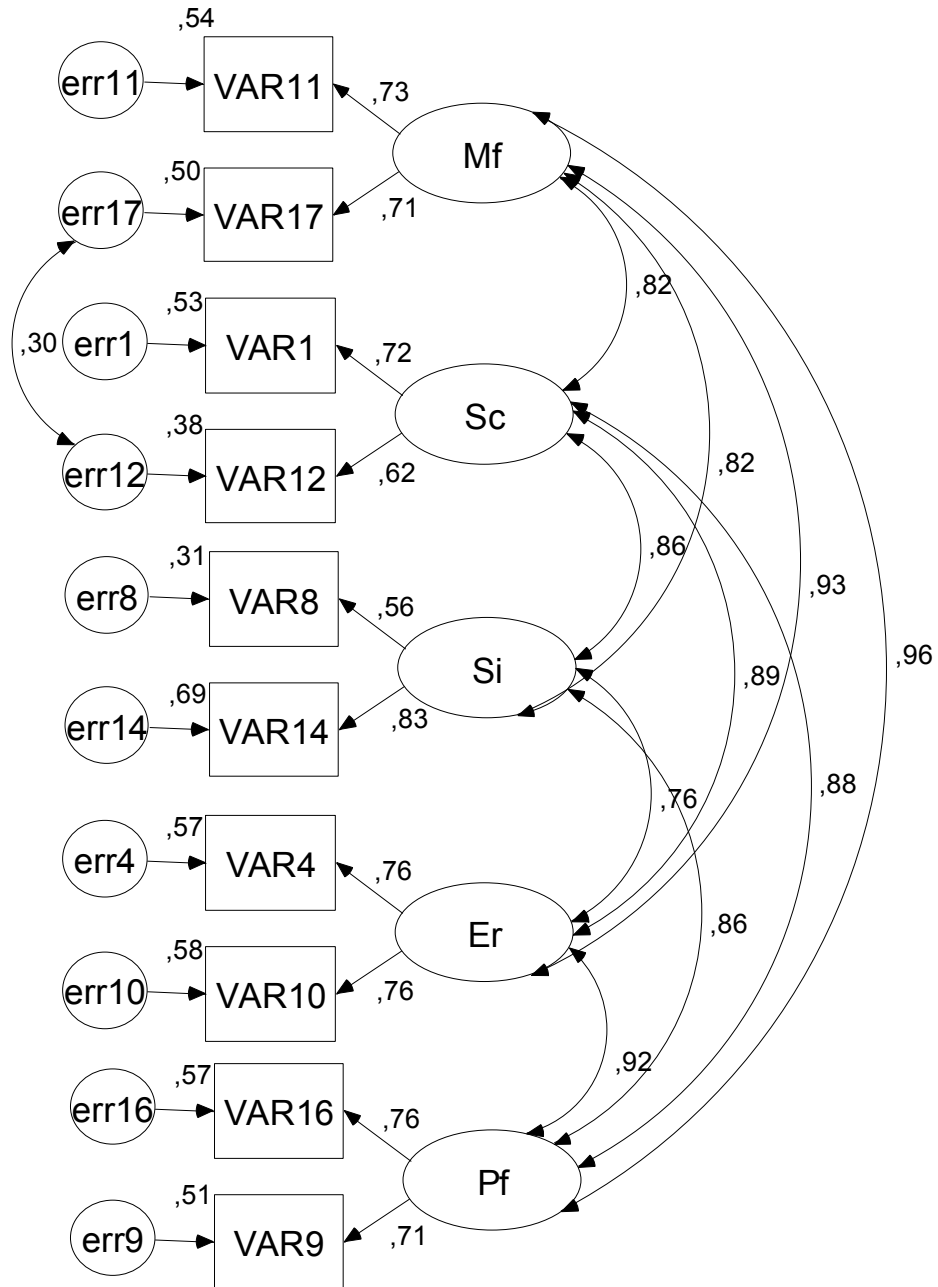 ,54
err11
VAR11
,73
Mf
,50
err17
VAR17
,71
,82
,53
err1
VAR1
,72
,30
Sc
,38
err12
VAR12
,62
,82
,86
,31
err8
VAR8
,56
,93
,96
Si
,89
,69
err14
VAR14
,83
,88
,76
,57
err4
VAR4
,76
Er
,86
,58
err10
VAR10
,76
,92
,57
err16
VAR16
,76
Pf
,51
err9
VAR9
,71